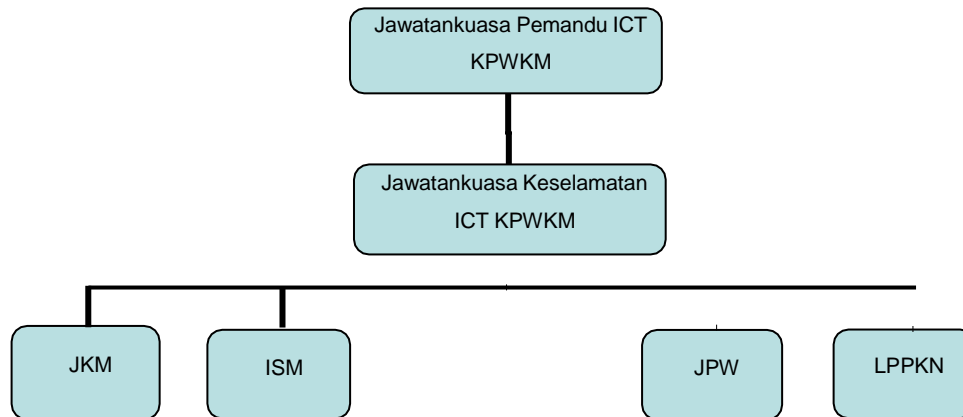 Jawatankuasa Pemandu ICT
KPWKM
Jawatankuasa Keselamatan
ICT KPWKM
JKM
ISM
JPW
LPPKN